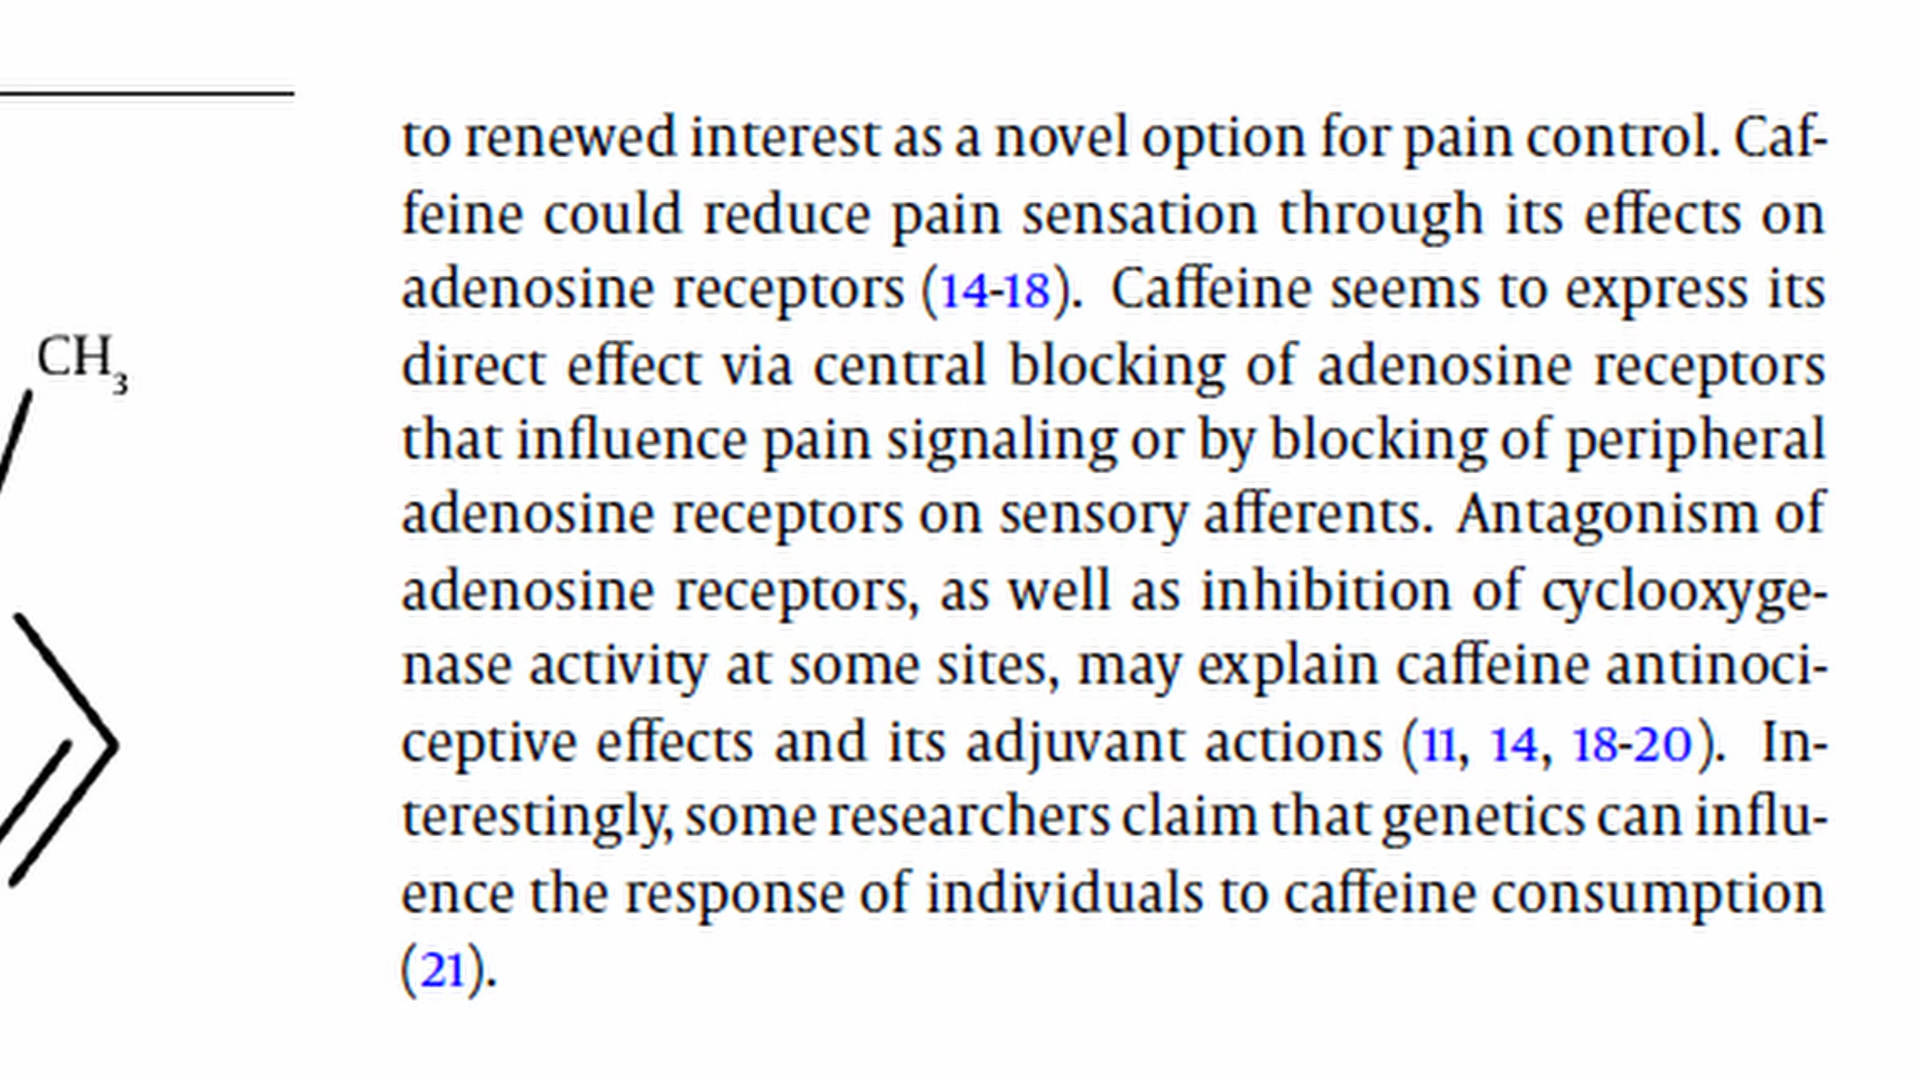 to renewed interest as a novel option for pain control. Caf-
feine could reduce pain sensation through its effects on
adenosine receptors (14-18). Caffeine seems to express its
direct effect via central blocking of adenosine receptors
that influence pain signaling or by blocking of peripheral
adenosine receptors on sensory afferents. Antagonism of
adenosine receptors, as well as inhibition of cyclooxyge-
nase activity at some sites, may explain caffeine antinoci-
ceptive effects and its adjuvant actions (11, 14, 18-20). In-
terestingly, some researchers claim that genetics can influ-
ence the response of individuals to caffeine consumption
(21).
CH₃